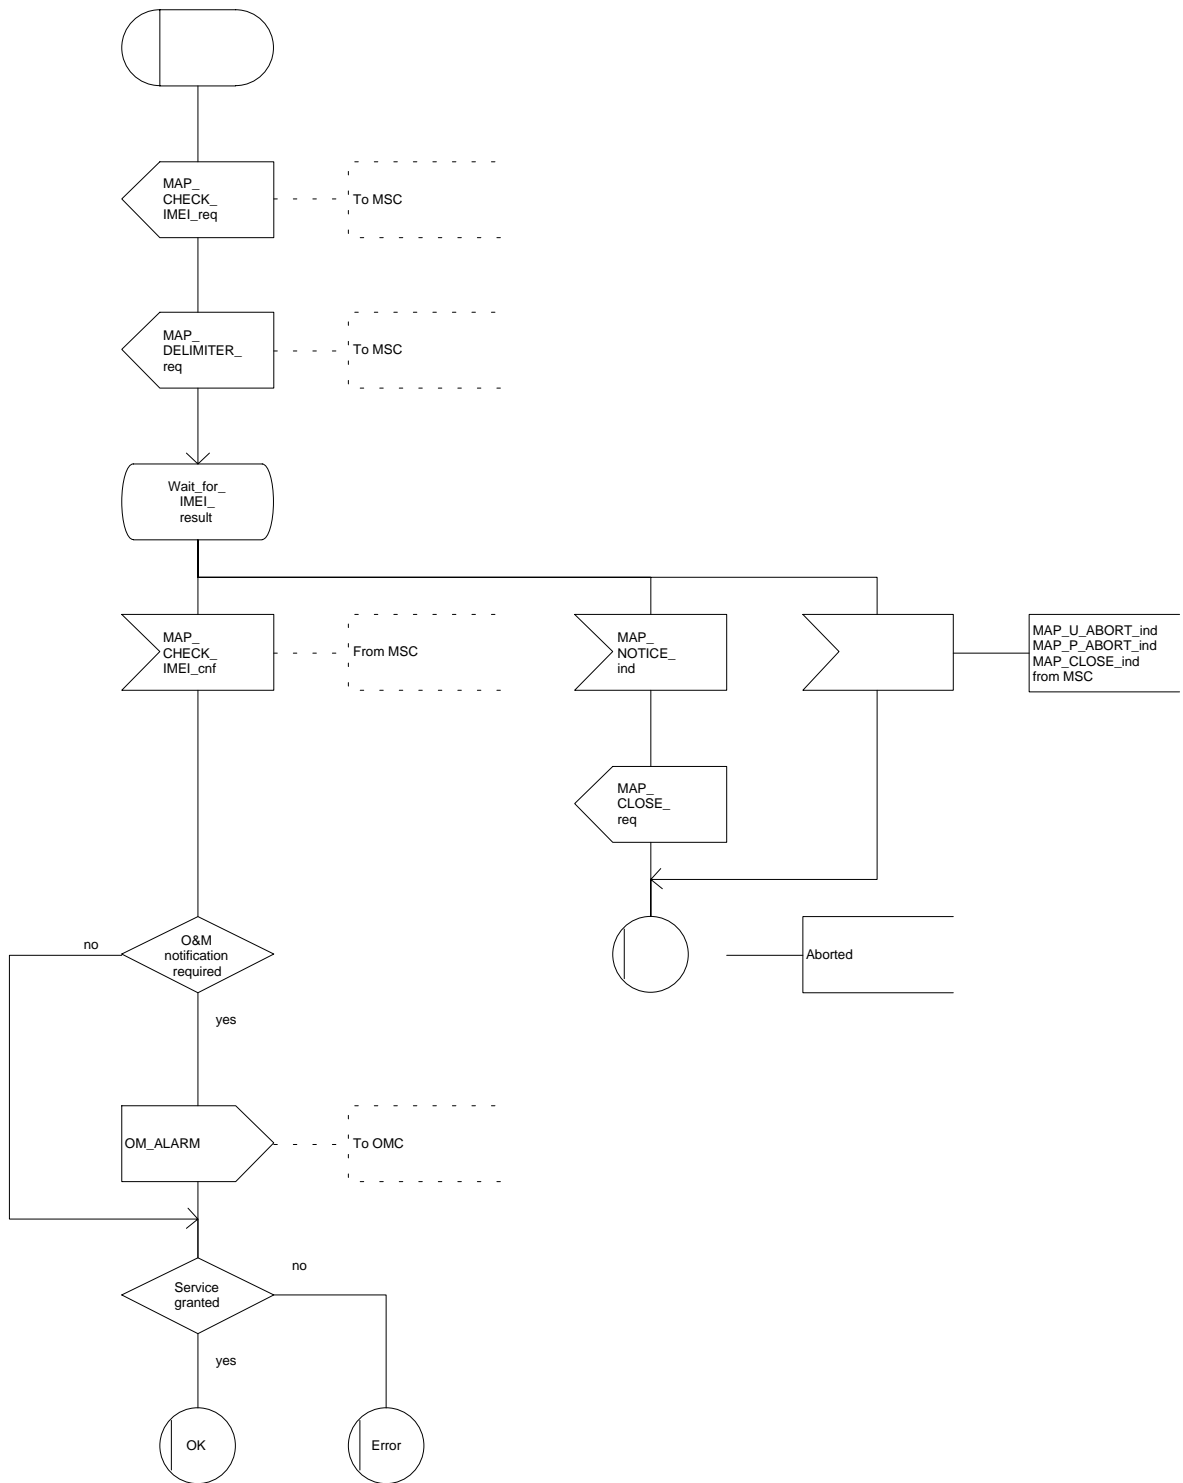 MAP_
CHECK_
IMEI_req
To MSC
MAP_
DELIMITER_
req
To MSC
Wait_for_
IMEI_
result
MAP_
CHECK_
IMEI_cnf
From MSC
MAP_
NOTICE_
ind
MAP_U_ABORT_ind
MAP_P_ABORT_ind
MAP_CLOSE_ind
from MSC
MAP_
CLOSE_
req
no
O&M
notification
required
Aborted
yes
OM_ALARM
To OMC
Service
granted
no
yes
OK
Error